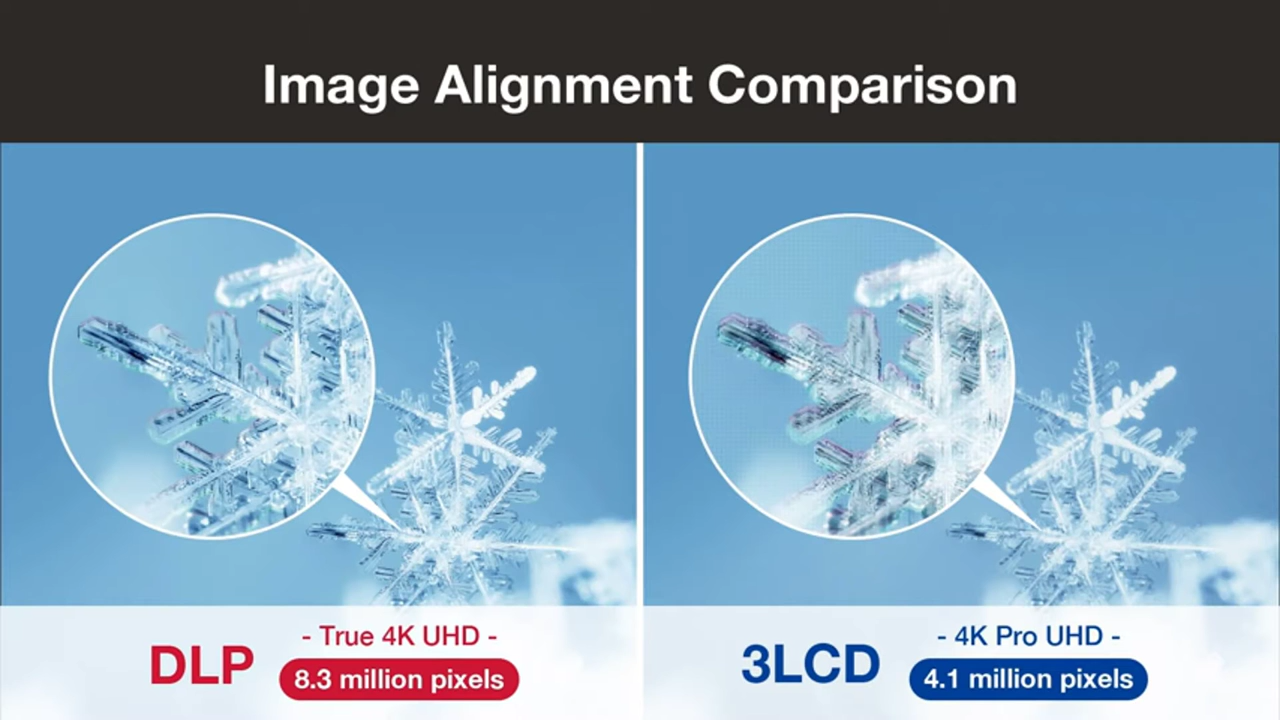 Image Alignment Comparison
DLP
- True 4K UHD -
8.3 million pixels
3LCD
- 4K Pro UHD -
4.1 million pixels